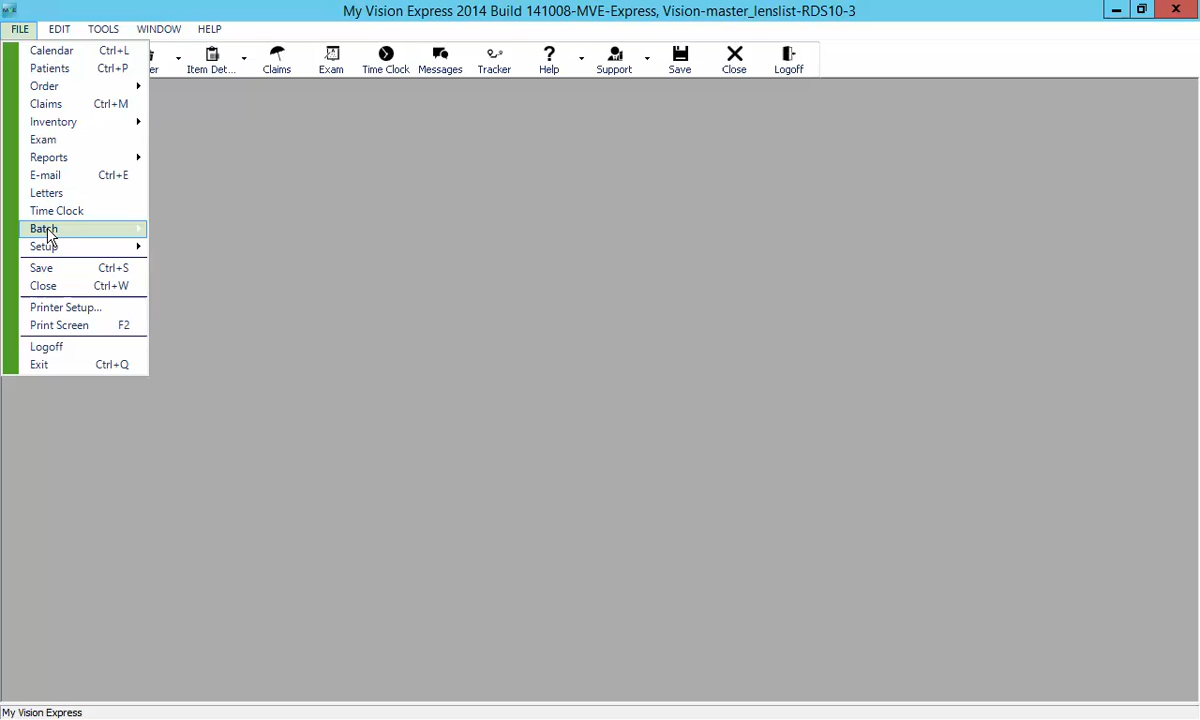 My Vision Express 2014 Build 141008-MVE-Express, Vision-master_lenslist-RDS10-3
FILE EDIT TOOLS WINDOW HELP
Calendar Ctrl+L
Patients Ctrl+P
Order
Claims Ctrl+M
Inventory
Exam
Reports
E-mail Ctrl+E
Letters
Time Clock
Batch
Setup
Save Ctrl+S
Close Ctrl+W
Printer Setup...
Print Screen F2
Logoff
Exit Ctrl+Q
er Item Det... Claims Exam Time Clock Messages Tracker Help Support Save Close Logoff
My Vision Express